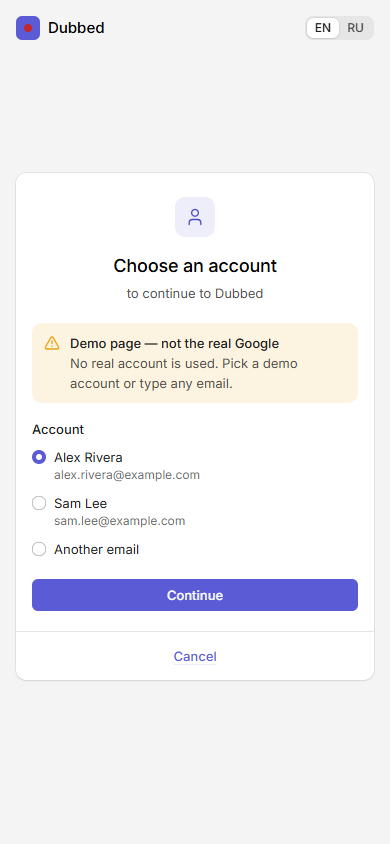 Dubbed
EN RU
Choose an account
to continue to Dubbed
Demo page — not the real Google
No real account is used. Pick a demo
account or type any email.
Account
Alex Rivera
alex.rivera@example.com
Sam Lee
sam.lee@example.com
Another email
Continue
Cancel